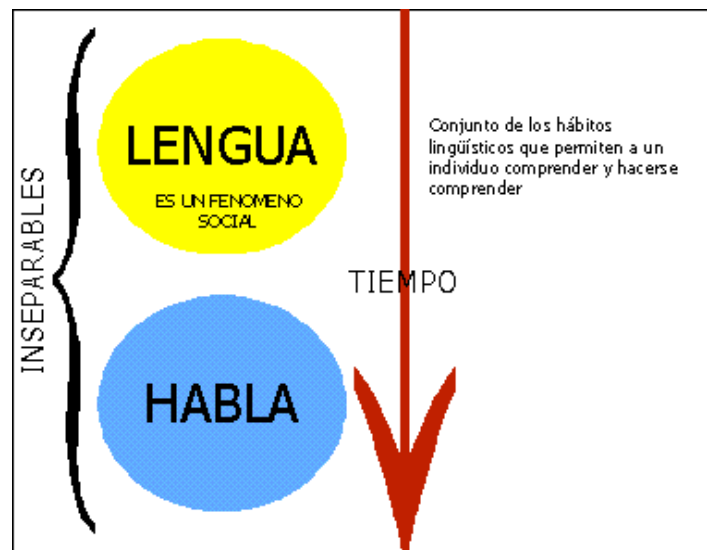 INSEPARABLES
LENGUA
ES UN FENOMENO
SOCIAL
Conjunto de los hábitos
lingüísticos que permiten a un
individuo comprender y hacerse
comprender
TIEMPO
HABLA